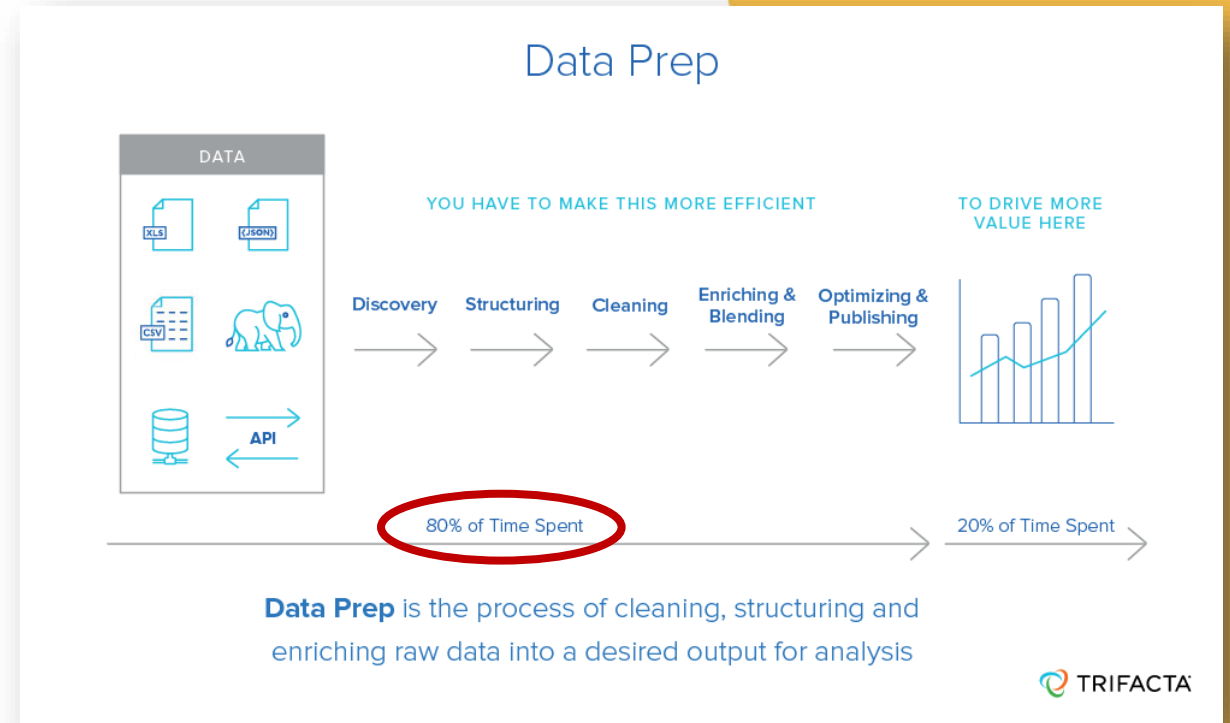 Data Prep
DATA
XLS
{JSON}
CSV
API
YOU HAVE TO MAKE THIS MORE EFFICIENT
Discovery
Structuring
Cleaning
Enriching &
Blending
Optimizing &
Publishing
TO DRIVE MORE
VALUE HERE
80% of Time Spent
20% of Time Spent
Data Prep is the process of cleaning, structuring and
enriching raw data into a desired output for analysis
TRIFACTA